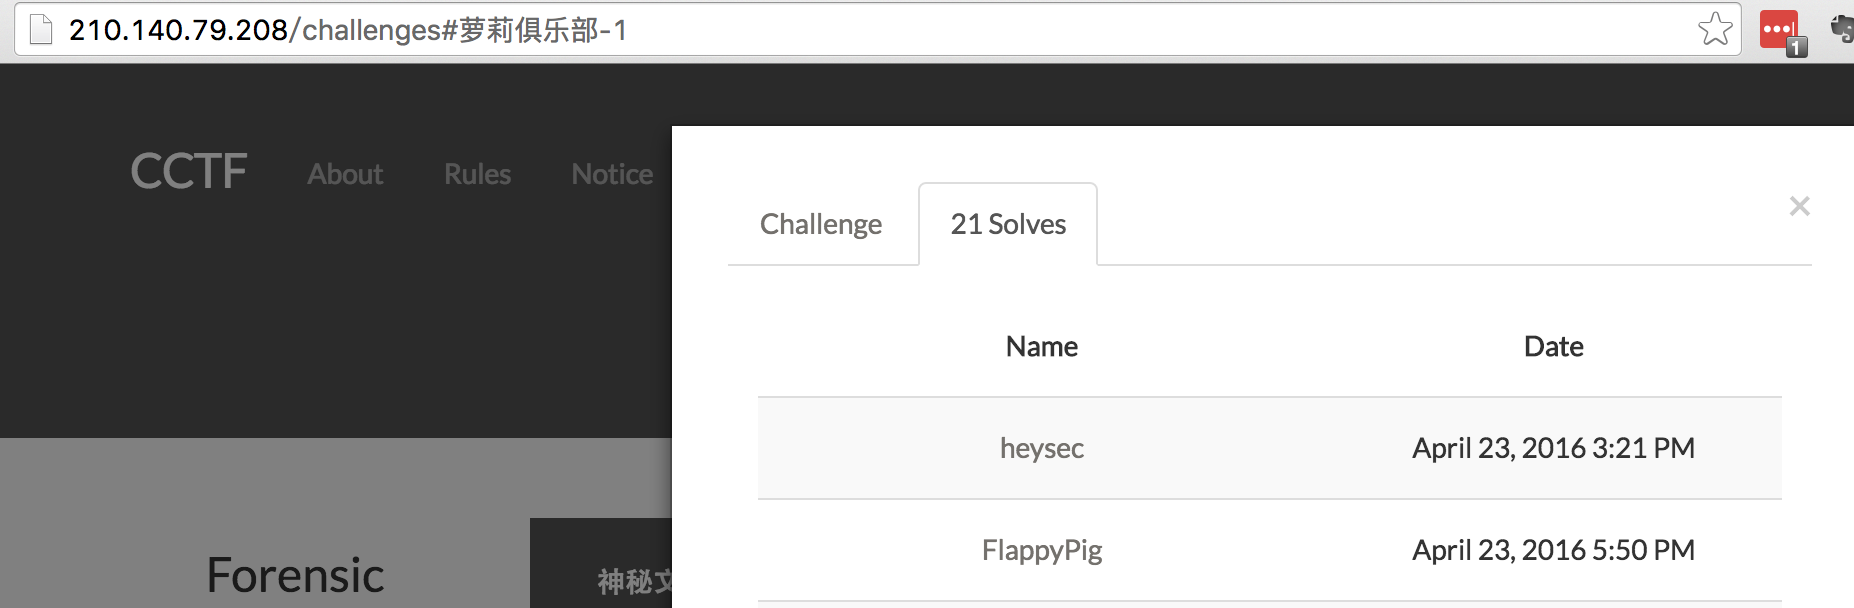 210.140.79.208/challenges#萝莉俱乐部-1
1
CCTF About Rules Notice
Challenge 21 Solves ×
Name Date
heysec April 23, 2016 3:21 PM
FlappyPig April 23, 2016 5:50 PM
Forensic 神秘文